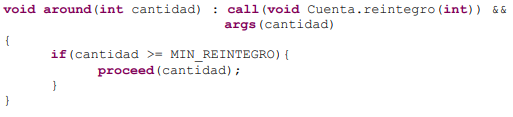 void around(int cantidad) : call(void Cuenta.reintegro(int)) &&
args(cantidad)
{
if(cantidad >= MIN_REINTEGRO){
proceed(cantidad);
}
}